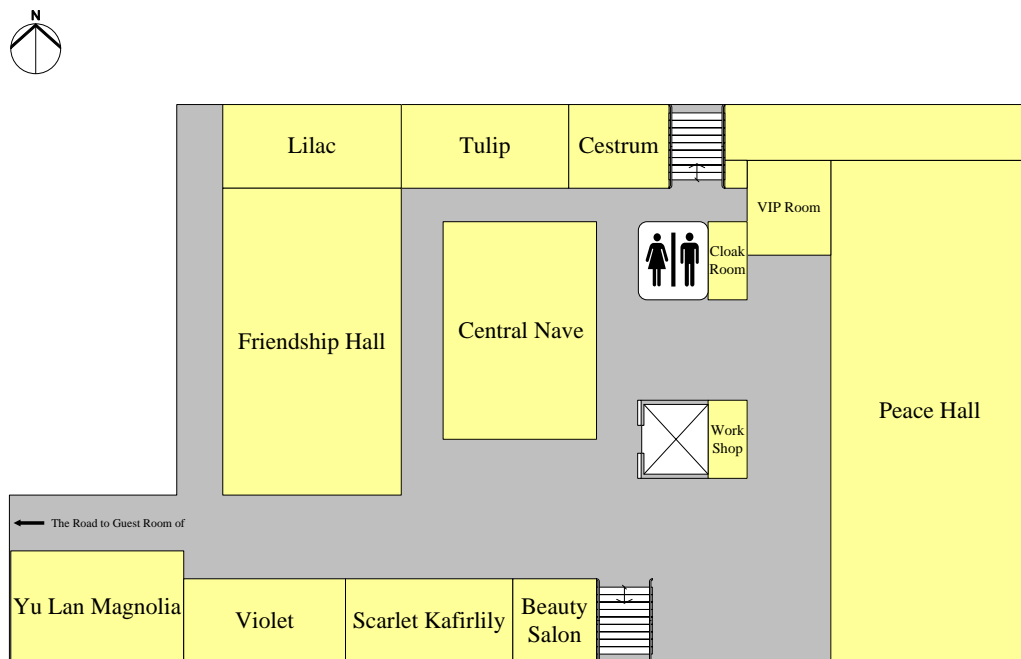 N
Lilac
Tulip
Cestrum
VIP Room
Cloak
Room
Friendship Hall
Central Nave
Peace Hall
Work
Shop
The Road to Guest Room of
Yu Lan Magnolia
Violet
Scarlet Kafirlily
Beauty
Salon